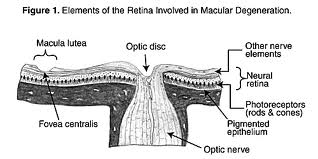 Figure 1. Elements of the Retina Involved in Macular Degeneration.
Macula lutea
Optic disc
Other nerve
elements
Neural
retina
Photoreceptors
(rods & cones)
Pigmented
epithelium
Fovea centralis
Optic nerve